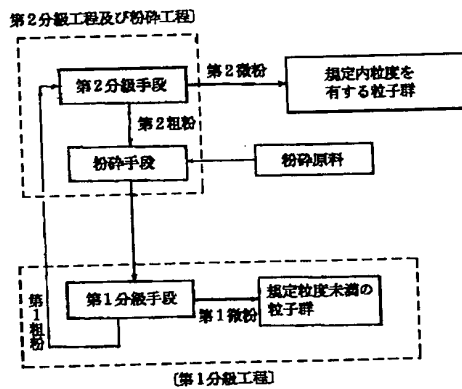 第2分級工程及び粉砕工程〕
第2分級手段
第2微粉
規定内粒度を
有する粒子群
第2粗粉
粉砕手段
粉砕原料
第1分級手段
第1微粉
規定粒度未満の
粒子群
第1粗粉
〔第1分級工程〕